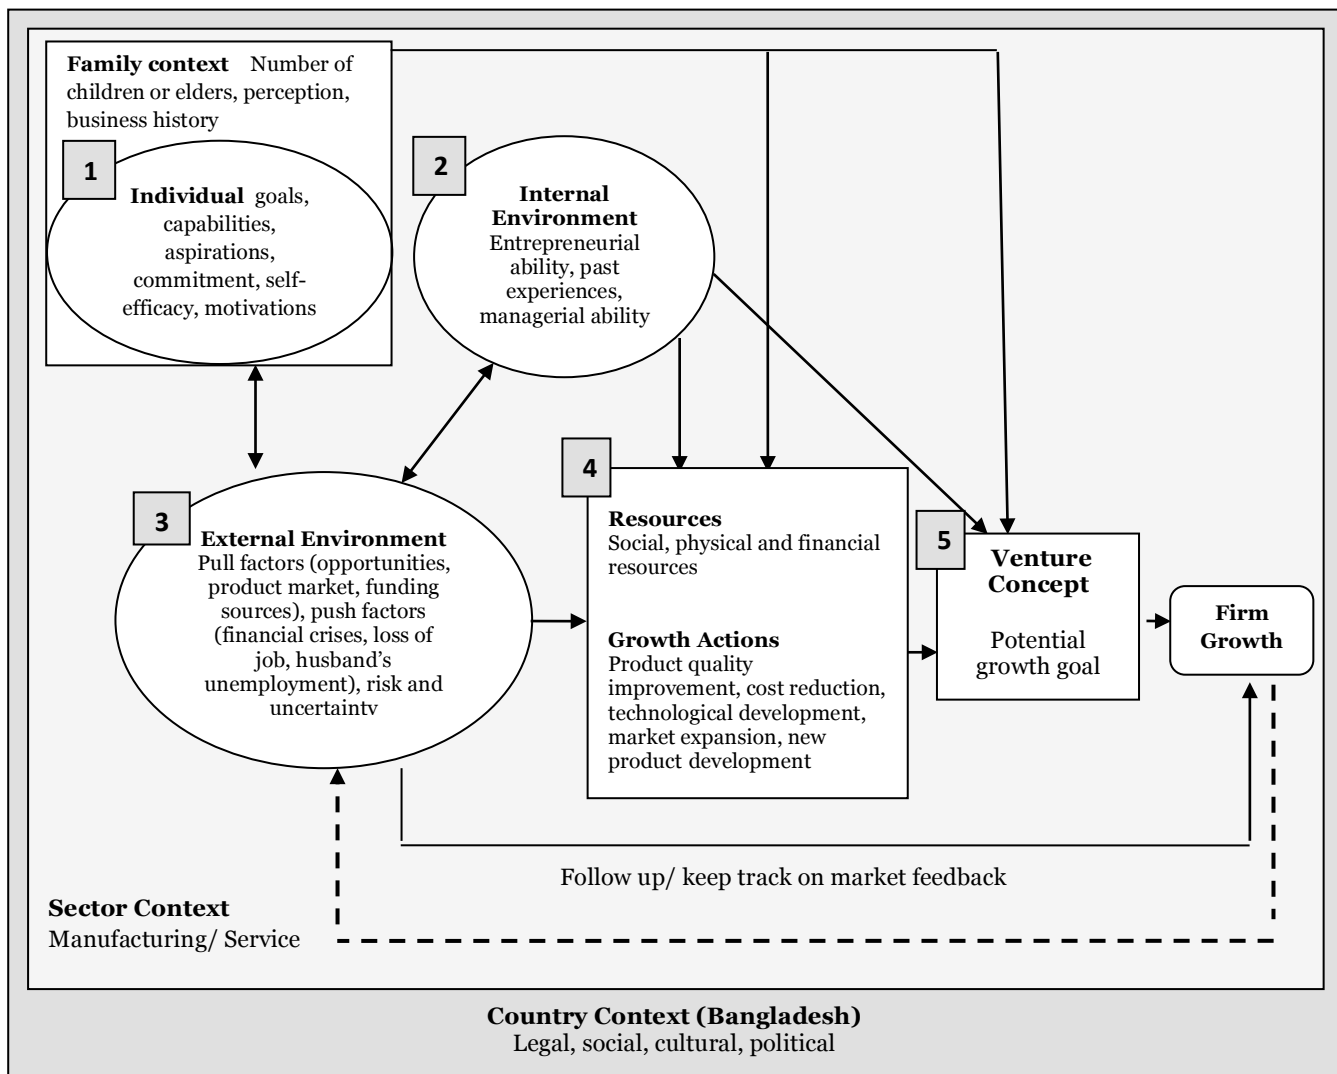 Family context Number of
children or elders, perception,
business history
1
Individual goals,
capabilities,
aspirations,
commitment, self-
efficacy, motivations
2
Internal
Environment
Entrepreneurial
ability, past
experiences,
managerial ability
3
External Environment
Pull factors (opportunities,
product market, funding
sources), push factors
(financial crises, loss of
job, husband's
unemployment), risk and
uncertainty
4
Resources
Social, physical and financial
resources
Growth Actions
Product quality
improvement, cost reduction,
technological development,
market expansion, new
product development
5
Venture
Concept
Potential
growth goal
Firm
Growth
Follow up/ keep track on market feedback
Sector Context
Manufacturing/ Service
Country Context (Bangladesh)
Legal, social, cultural, political